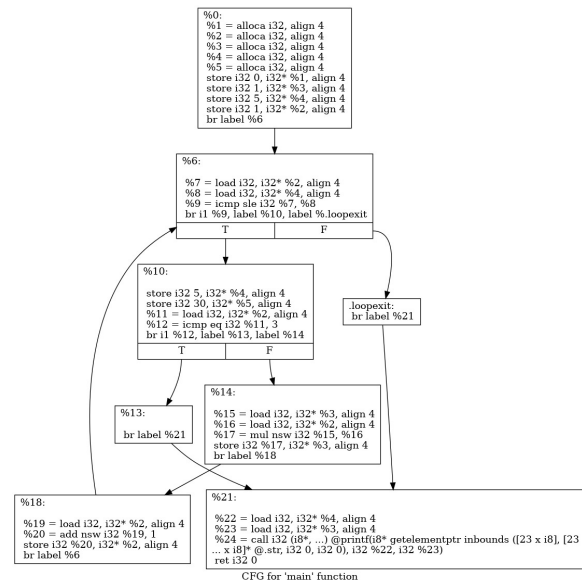 %0:
%1 = alloca i32, align 4
%2 = alloca i32, align 4
%3 = alloca i32, align 4
%4 = alloca i32, align 4
%5 = alloca i32, align 4
store i32 0, i32* %1, align 4
store i32 1, i32* %3, align 4
store i32 5, i32* %4, align 4
store i32 1, i32* %2, align 4
br label %6
%6:
%7 = load i32, i32* %2, align 4
%8 = load i32, i32* %4, align 4
%9 = icmp sle i32 %7, %8
br i1 %9, label %10, label %.loopexit
T F
%10:
store i32 5, i32* %4, align 4
store i32 30, i32* %5, align 4
%11 = load i32, i32* %2, align 4
%12 = icmp eq i32 %11, 3
br i1 %12, label %13, label %14
T F
.loopexit:
br label %21
%13:
br label %21
%14:
%15 = load i32, i32* %3, align 4
%16 = load i32, i32* %2, align 4
%17 = mul nsw i32 %15, %16
store i32 %17, i32* %3, align 4
br label %18
%18:
%19 = load i32, i32* %2, align 4
%20 = add nsw i32 %19, 1
store i32 %20, i32* %2, align 4
br label %6
%21:
%22 = load i32, i32* %4, align 4
%23 = load i32, i32* %3, align 4
%24 = call i32 (i8*, ...) @printf(i8* getelementptr inbounds ([23 x i8], [23
... x i8]* @.str, i32 0, i32 0), i32 %22, i32 %23)
ret i32 0
CFG for 'main' function